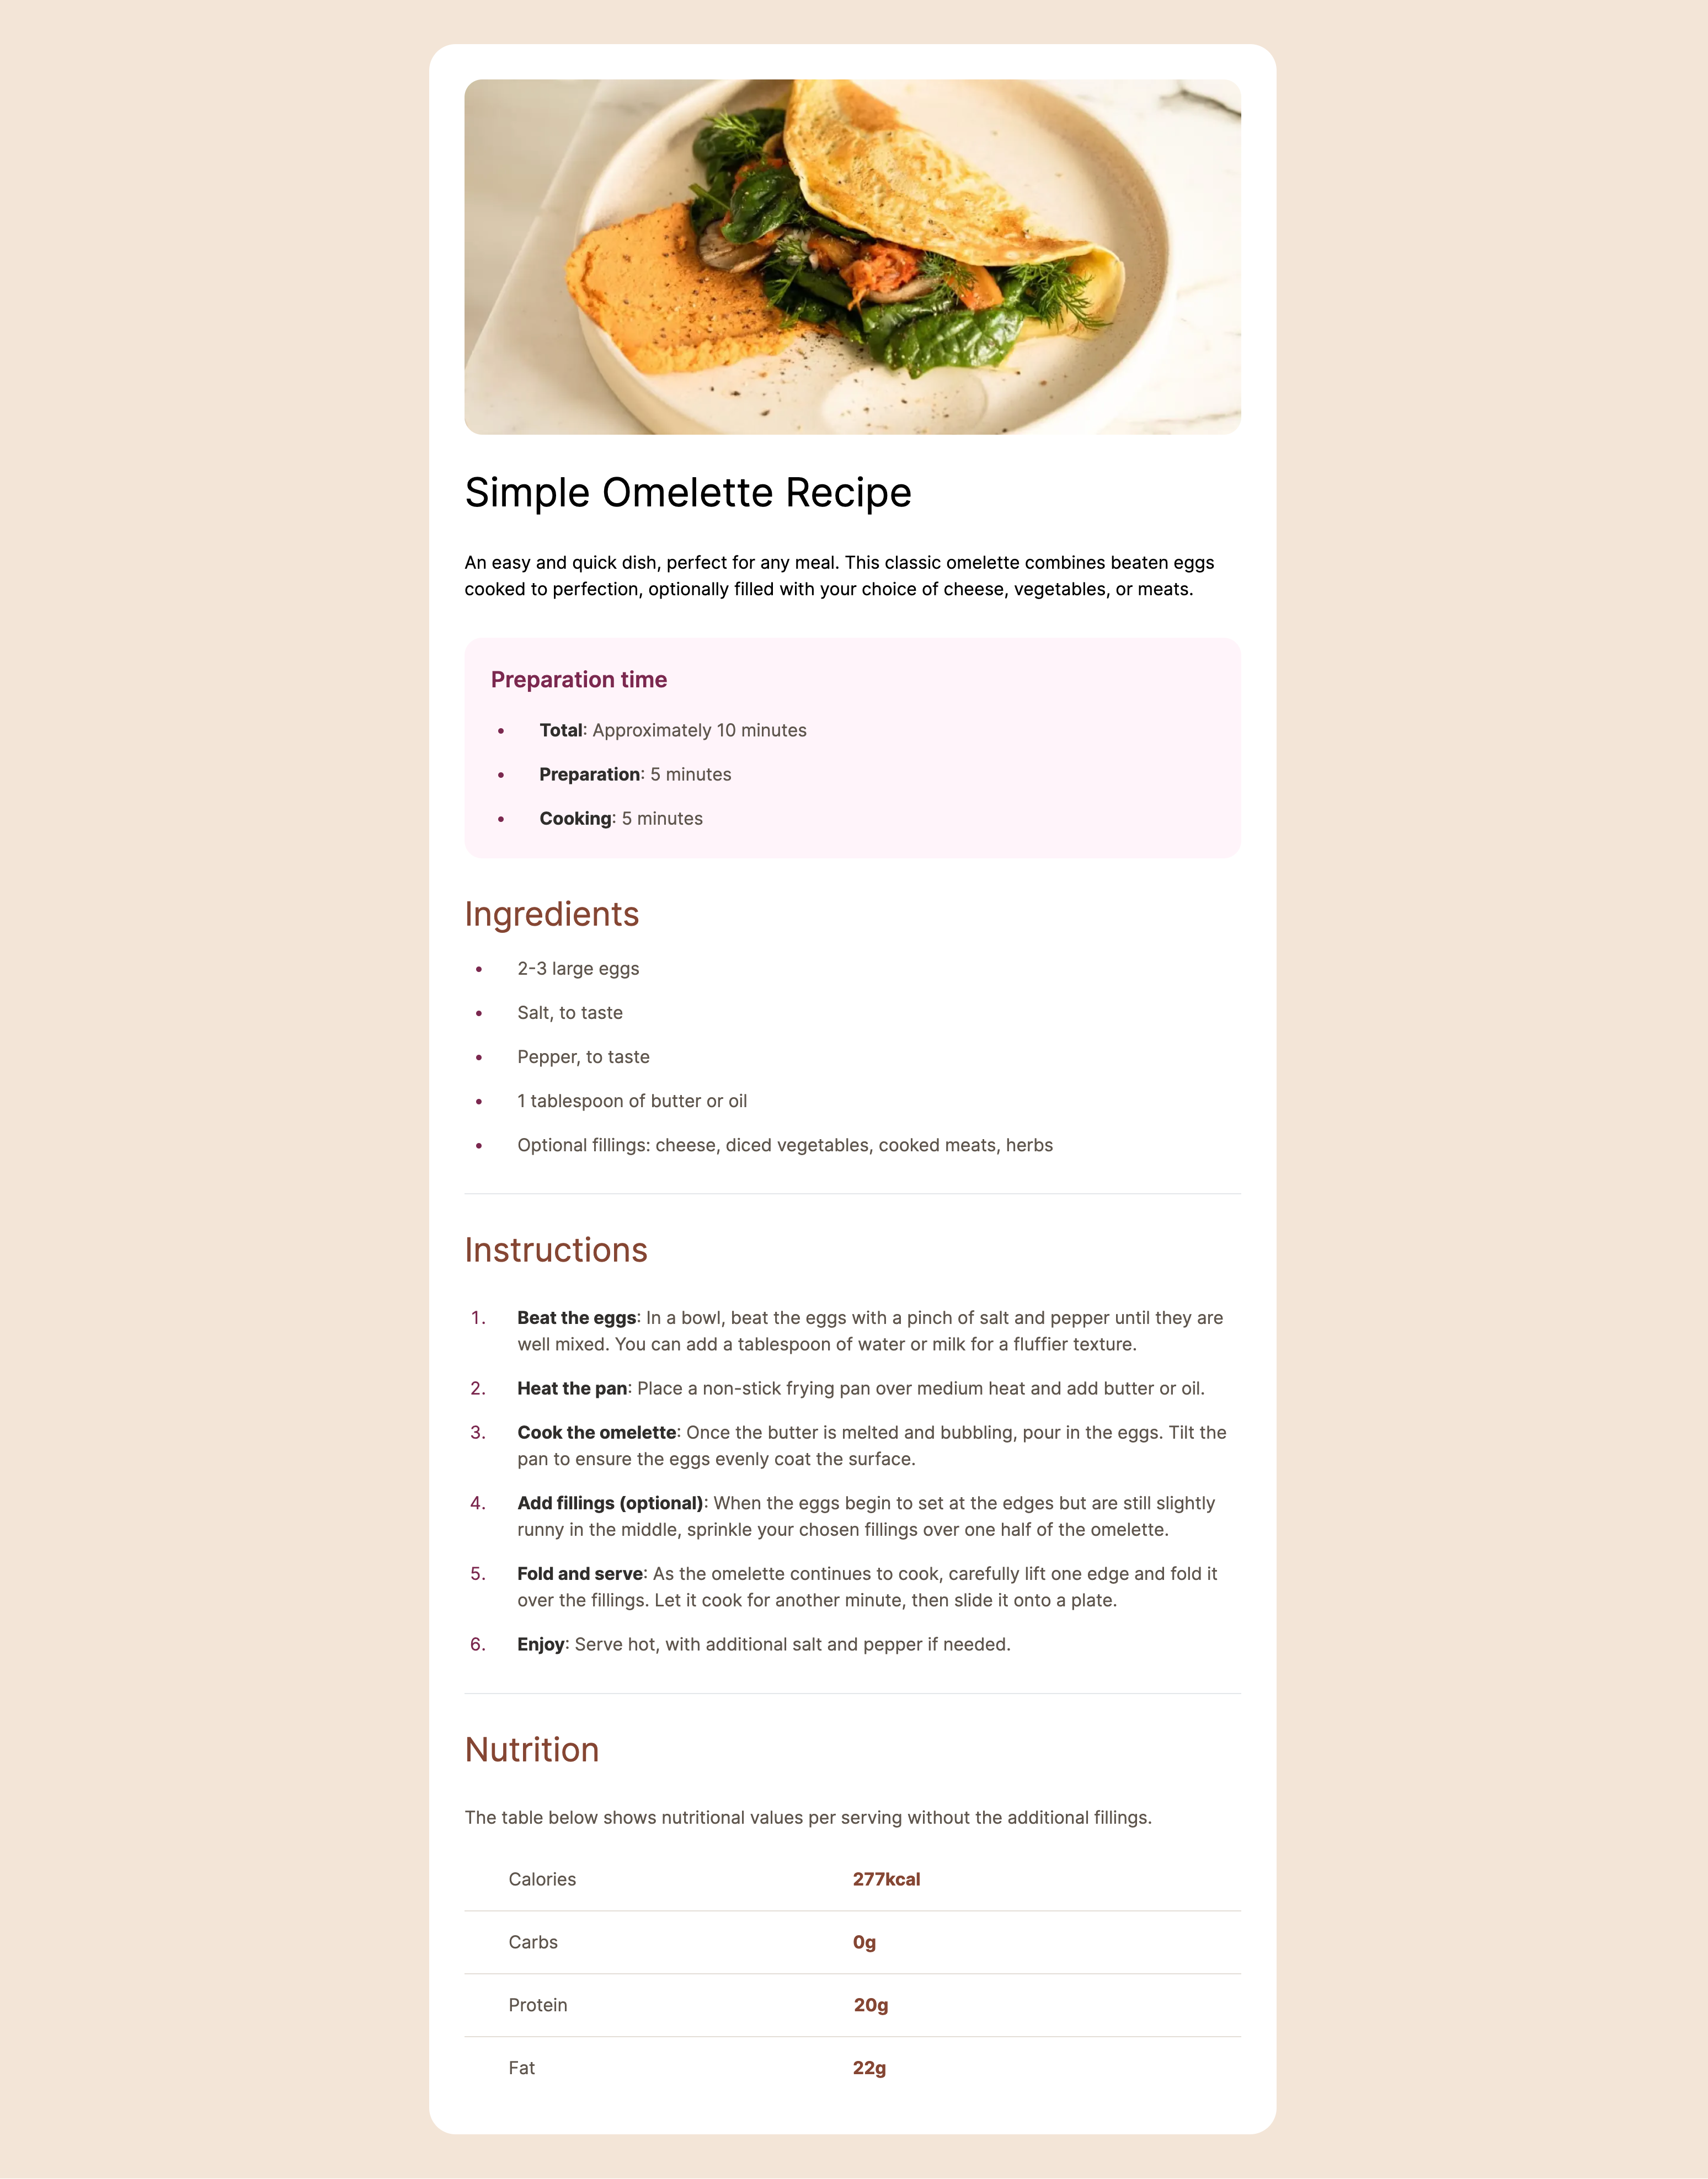 Simple Omelette Recipe
An easy and quick dish, perfect for any meal. This classic omelette combines beaten eggs
cooked to perfection, optionally filled with your choice of cheese, vegetables, or meats.
Preparation time
• Total: Approximately 10 minutes
• Preparation: 5 minutes
• Cooking: 5 minutes
Ingredients
• 2-3 large eggs
• Salt, to taste
• Pepper, to taste
• 1 tablespoon of butter or oil
• Optional fillings: cheese, diced vegetables, cooked meats, herbs
Instructions
1. Beat the eggs: In a bowl, beat the eggs with a pinch of salt and pepper until they are
well mixed. You can add a tablespoon of water or milk for a fluffier texture.
2. Heat the pan: Place a non-stick frying pan over medium heat and add butter or oil.
3. Cook the omelette: Once the butter is melted and bubbling, pour in the eggs. Tilt the
pan to ensure the eggs evenly coat the surface.
4. Add fillings (optional): When the eggs begin to set at the edges but are still slightly
runny in the middle, sprinkle your chosen fillings over one half of the omelette.
5. Fold and serve: As the omelette continues to cook, carefully lift one edge and fold it
over the fillings. Let it cook for another minute, then slide it onto a plate.
6. Enjoy: Serve hot, with additional salt and pepper if needed.
Nutrition
The table below shows nutritional values per serving without the additional fillings.
Calories 277kcal
Carbs 0g
Protein 20g
Fat 22g